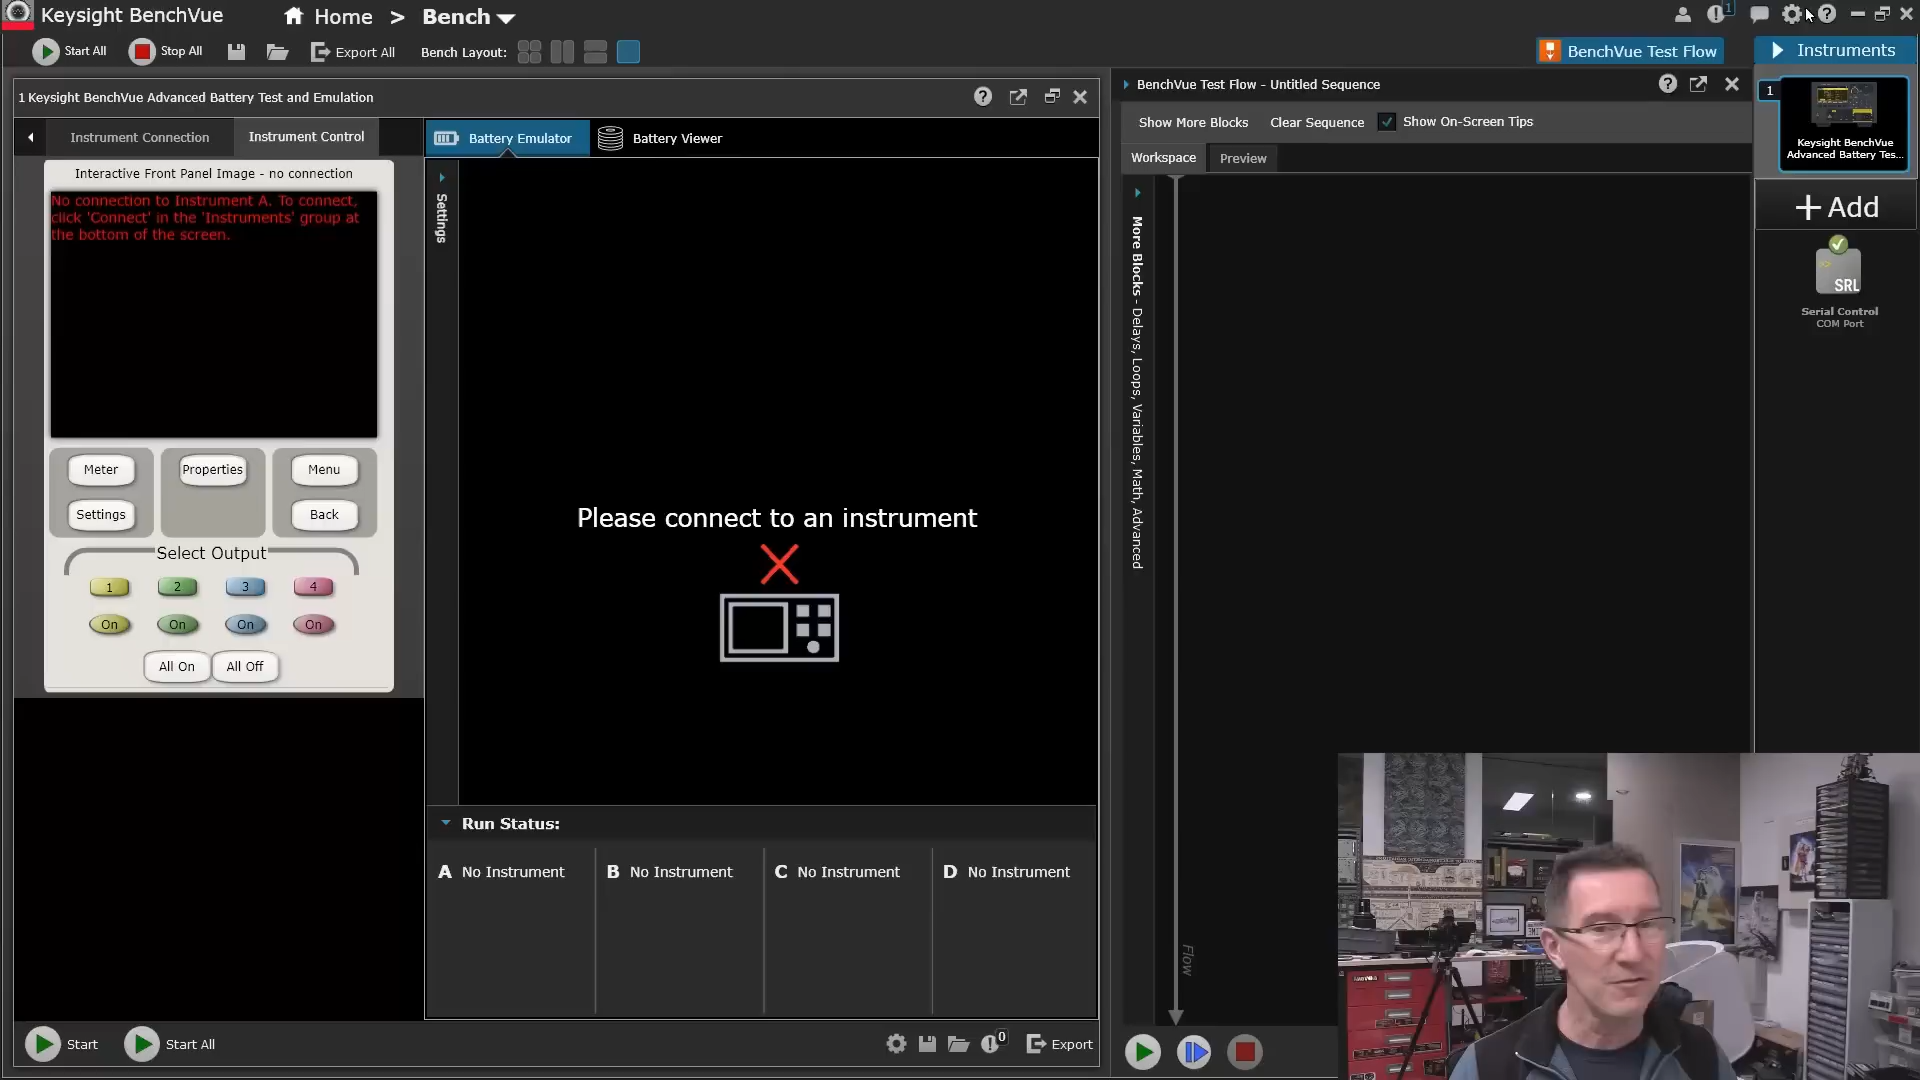 Keysight BenchVue
Home > Bench
1
Start All
Stop All
Export All
Bench Layout:
BenchVue Test Flow
Instruments
1 Keysight BenchVue Advanced Battery Test and Emulation
Instrument Connection
Instrument Control
Battery Emulator
Battery Viewer
Interactive Front Panel Image - no connection
No connection to Instrument A. To connect,
click 'Connect' in the 'Instruments' group at
the bottom of the screen.
Meter
Properties
Menu
Settings
Back
Select Output
1
2
3
4
On
On
On
On
All On
All Off
Settings
Please connect to an instrument
Run Status:
A No Instrument
B No Instrument
C No Instrument
D No Instrument
Start
Start All
0
Export
BenchVue Test Flow - Untitled Sequence
Show More Blocks
Clear Sequence
Show On-Screen Tips
Workspace
Preview
More Blocks - Delays, Loops, Variables, Math, Advanced
Flow
1
Keysight BenchVue
Advanced Battery Tes...
+ Add
SRL
Serial Control
COM Port